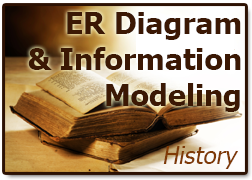 ER Diagram
& Information
Modeling
History